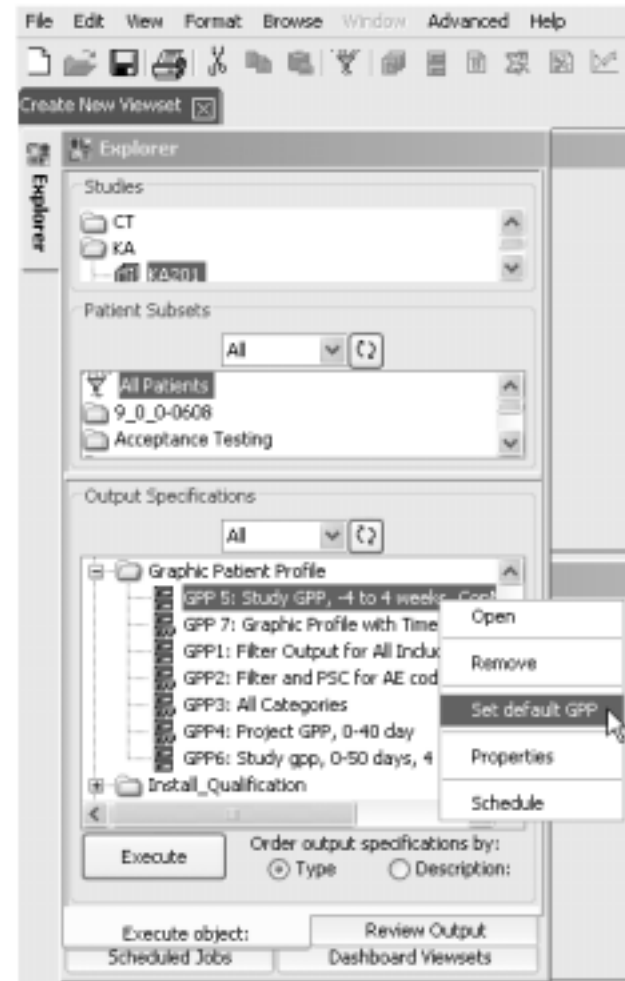 File Edit View Format Browse Window Advanced Help
Create New Viewset
Explorer
Explorer
Studies
CT
KA
KA201
Patient Subsets
All
All Patients
9_0_0-0608
Acceptance Testing
Output Specifications
All
Graphic Patient Profile
GPP 5: Study GPP, -4 to 4 weeks, Cont
GPP 7: Graphic Profile with Time
GPP1: Filter Output for All Includ
GPP2: Filter and PSC for AE cod
GPP3: All Categories
GPP4: Project GPP, 0-40 day
GPP6: Study gpp, 0-50 days, 4
Install_Qualification
Open
Remove
Set default GPP
Properties
Schedule
Execute
Order output specifications by:
Type Description:
Execute object: Review Output
Scheduled Jobs Dashboard Viewsets